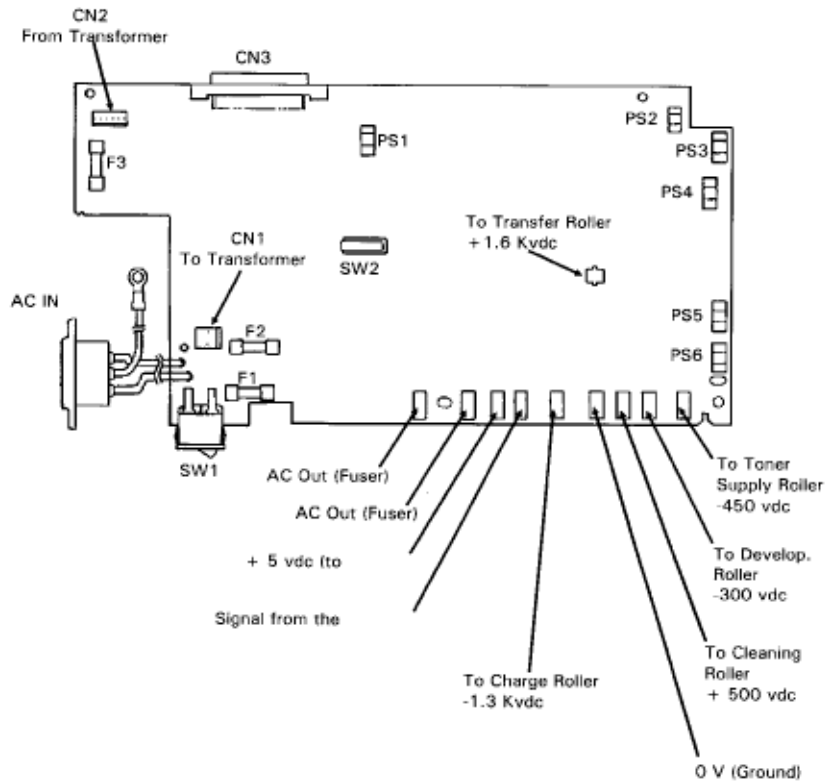 CN2
From Transformer
CN3
PS2
PS1
PS3
F3
PS4
To Transfer Roller
+1.6 Kvdc
CN1
To Transformer
SW2
AC IN
PS5
F2
PS6
F1
SW1
AC Out (Fuser)
AC Out (Fuser)
+ 5 vdc (to
Signal from the
To Charge Roller
-1.3 Kvdc
To Toner
Supply Roller
-450 vdc
To Develop.
Roller
-300 vdc
To Cleaning
Roller
+ 500 vdc
0 V (Ground)